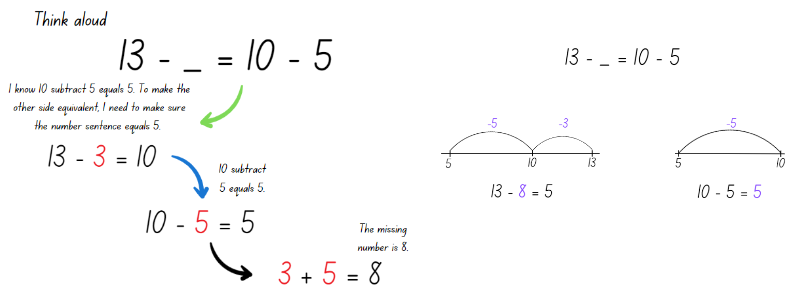 Think aloud
13 - _ = 10 - 5
I know 10 subtract 5 equals 5. To make the
other side equivalent, I need to make sure
the number sentence equals 5.
13 - 3 = 10
10 subtract
5 equals 5.
10 - 5 = 5
The missing
number is 8.
3 + 5 = 8
13 - _ = 10 - 5
-5 -3
5 10 13
13 - 8 = 5
-5
5 10
10 - 5 = 5